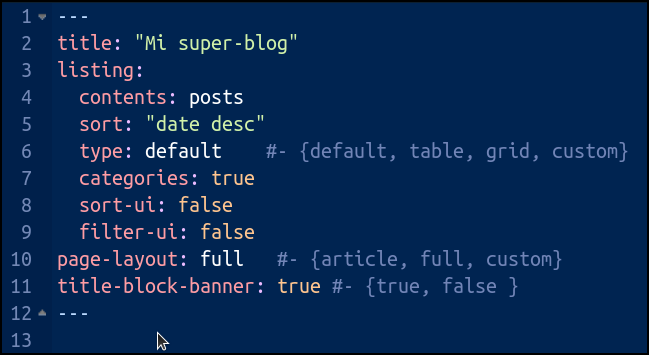 1 ---
2 title: "Mi super-blog"
3 listing:
4   contents: posts
5   sort: "date desc"
6   type: default    #- {default, table, grid, custom}
7   categories: true
8   sort-ui: false
9   filter-ui: false
10 page-layout: full   #- {article, full, custom}
11 title-block-banner: true #- {true, false }
12 ---
13